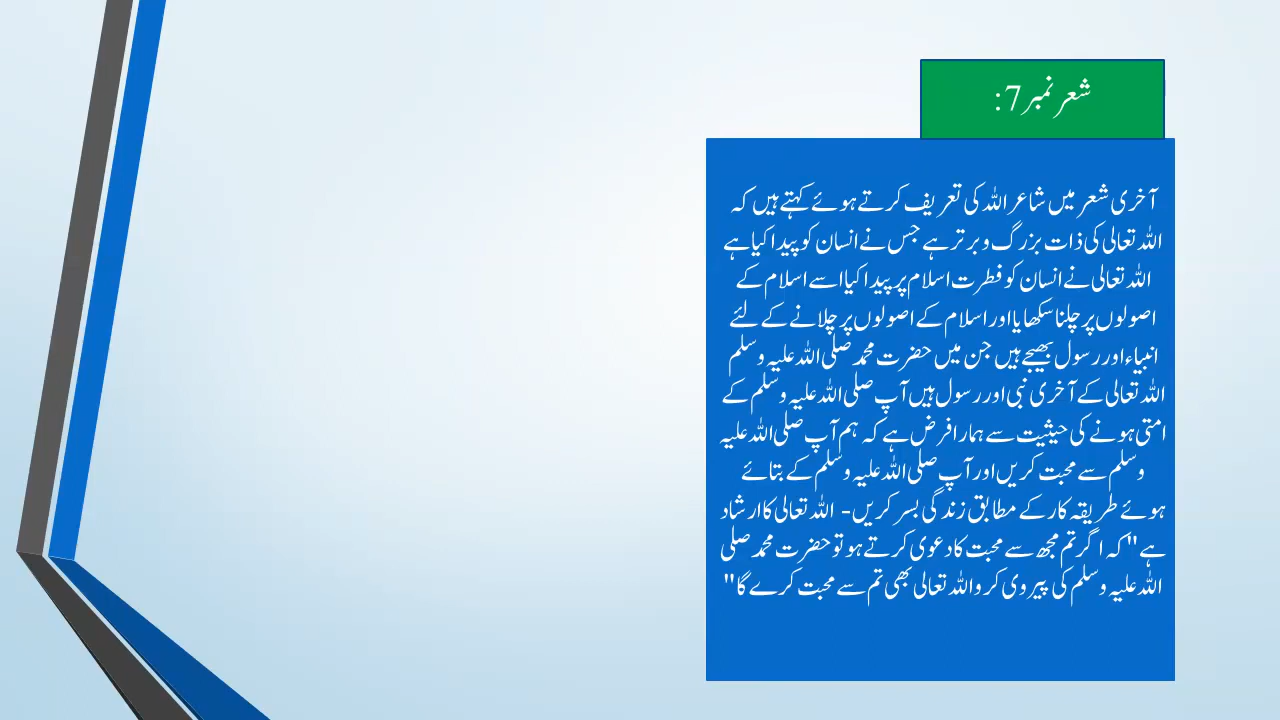 شعر نمبر 7:
آخری شعر میں شاعر اللہ کی تعریف کرتے ہوئے کہتے ہیں کہ
اللہ تعالی کی ذات بزرگ و برتر ہے جس نے انسان کو پیدا کیا ہے
اللہ تعالی نے انسان کو فطرت اسلام پر پیدا کیا اسے اسلام کے
اصولوں پر چلنا سکھایا اور اسلام کے اصولوں پر چلانے کے لئے
انبیاء اور رسول بھیجے ہیں جن میں حضرت محمد صلی اللہ علیہ وسلم
اللہ تعالی کے آخری نبی اور رسول ہیں آپ صلی اللہ علیہ وسلم کے
امتی ہونے کی حیثیت سے ہمارا فرض ہے کہ ہم آپ صلی اللہ علیہ
وسلم سے محبت کریں اور آپ صلی اللہ علیہ وسلم کے بتائے
ہوئے طریقہ کار کے مطابق زندگی بسر کریں- اللہ تعالی کا ارشاد
ہے "کہ اگر تم مجھ سے محبت کا دعوی کرتے ہو تو حضرت محمد صلی
اللہ علیہ وسلم کی پیروی کرو اللہ تعالی بھی تم سے محبت کرے گا"